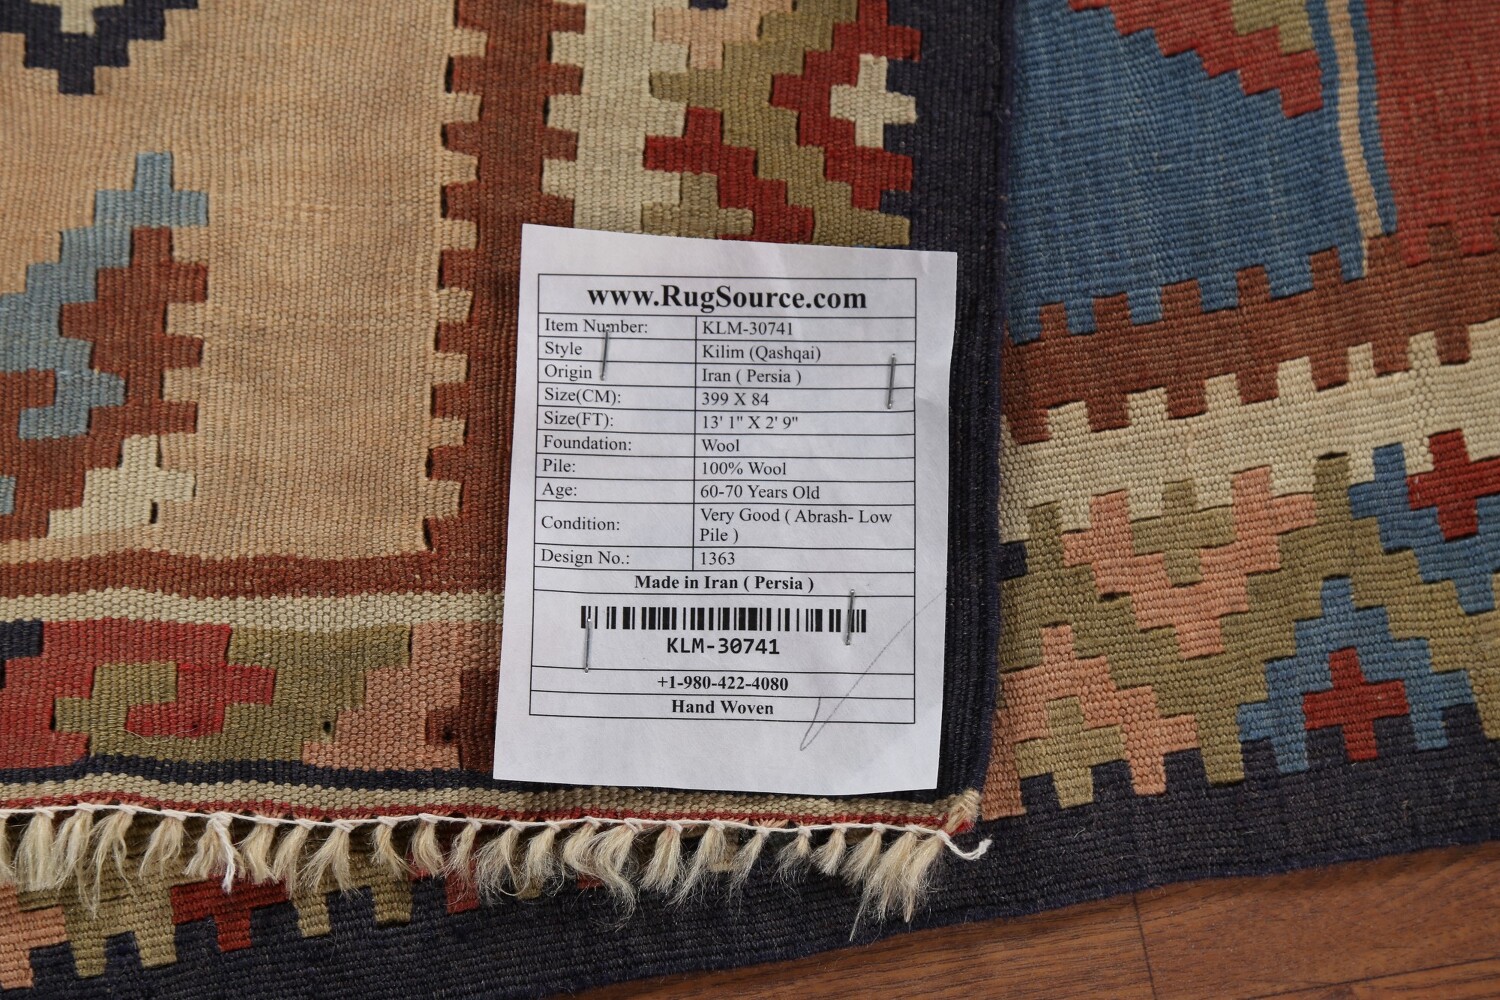 www.RugSource.com
Item Number: KLM-30741
Style Kilim (Qashqai)
Origin Iran ( Persia )
Size(CM): 399 X 84
Size(FT): 13' 1" X 2' 9"
Foundation: Wool
Pile: 100% Wool
Age: 60-70 Years Old
Condition: Very Good ( Abrash- Low
Pile )
Design No.: 1363
Made in Iran ( Persia )
KLM-30741
+1-980-422-4080
Hand Woven